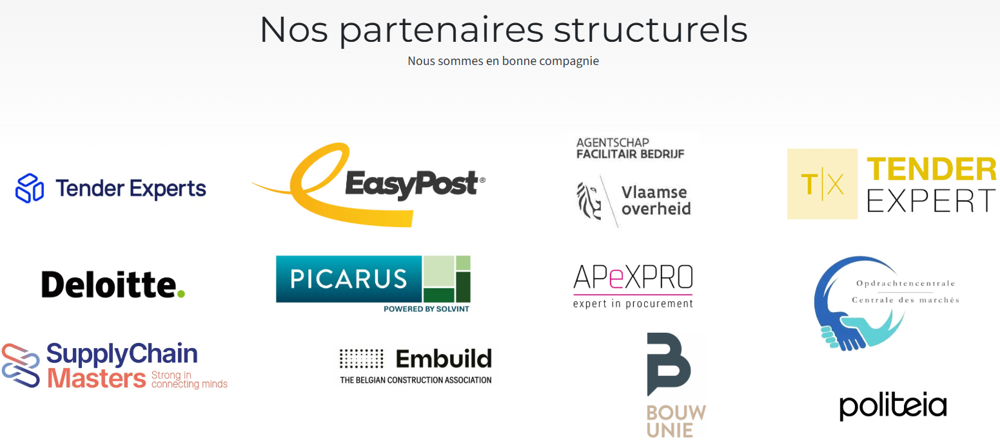 Nos partenaires structurels
Nous sommes en bonne compagnie
Tender Experts
EasyPost®
AGENTSCHAP
FACILITAIR BEDRIJF
Vlaamse
overheid
T|X
TENDER
EXPERT
Deloitte.
PICARUS
POWERED BY SOLVINT
APeXPRO
expert in procurement
Opdrachtencentrale
Centrale des marchés
SupplyChain
Masters
Strong in
connecting minds
Embuild
THE BELGIAN CONSTRUCTION ASSOCIATION
B
BOUW
UNIE
politeia